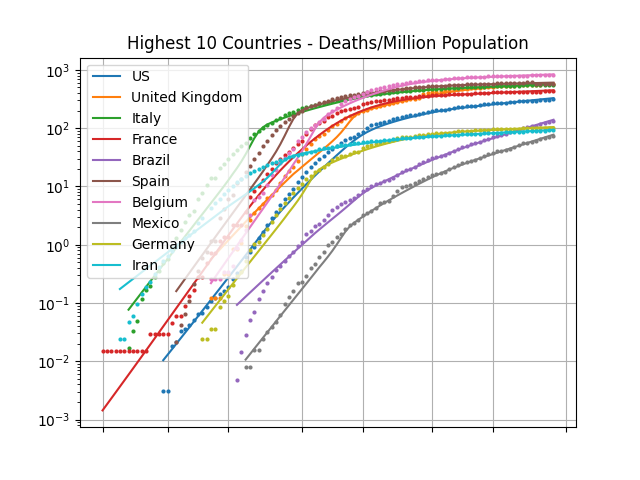 Highest 10 Countries - Deaths/Million Population
10³
10²
10¹
10⁰
10⁻¹
10⁻²
10⁻³
US
United Kingdom
Italy
France
Brazil
Spain
Belgium
Mexico
Germany
Iran